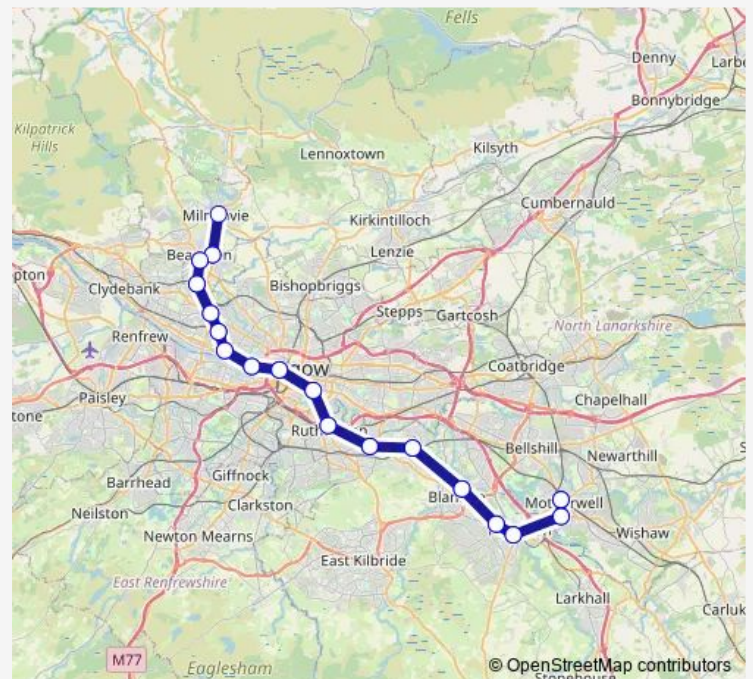 Fells
Denny
Larbe
Bonnybridge
Kilpatrick
Hills
Lennoxtown
Kilsyth
Cumbernauld
Kirkintilloch
Lenzie
Clydebank
Bishopbriggs
Stepps
Gartcosh
North Lanarkshire
Renfrew
Coatbridge
Paisley
Chapelhall
Bellshill
Newarthill
Giffnock
Barrhead
Neilston
Clarkston
Newton Mearns
Wishaw
East Kilbride
East Renfrewshire
Larkhall
Carluk
M77
Eaglesham
© OpenStreetMap contributors